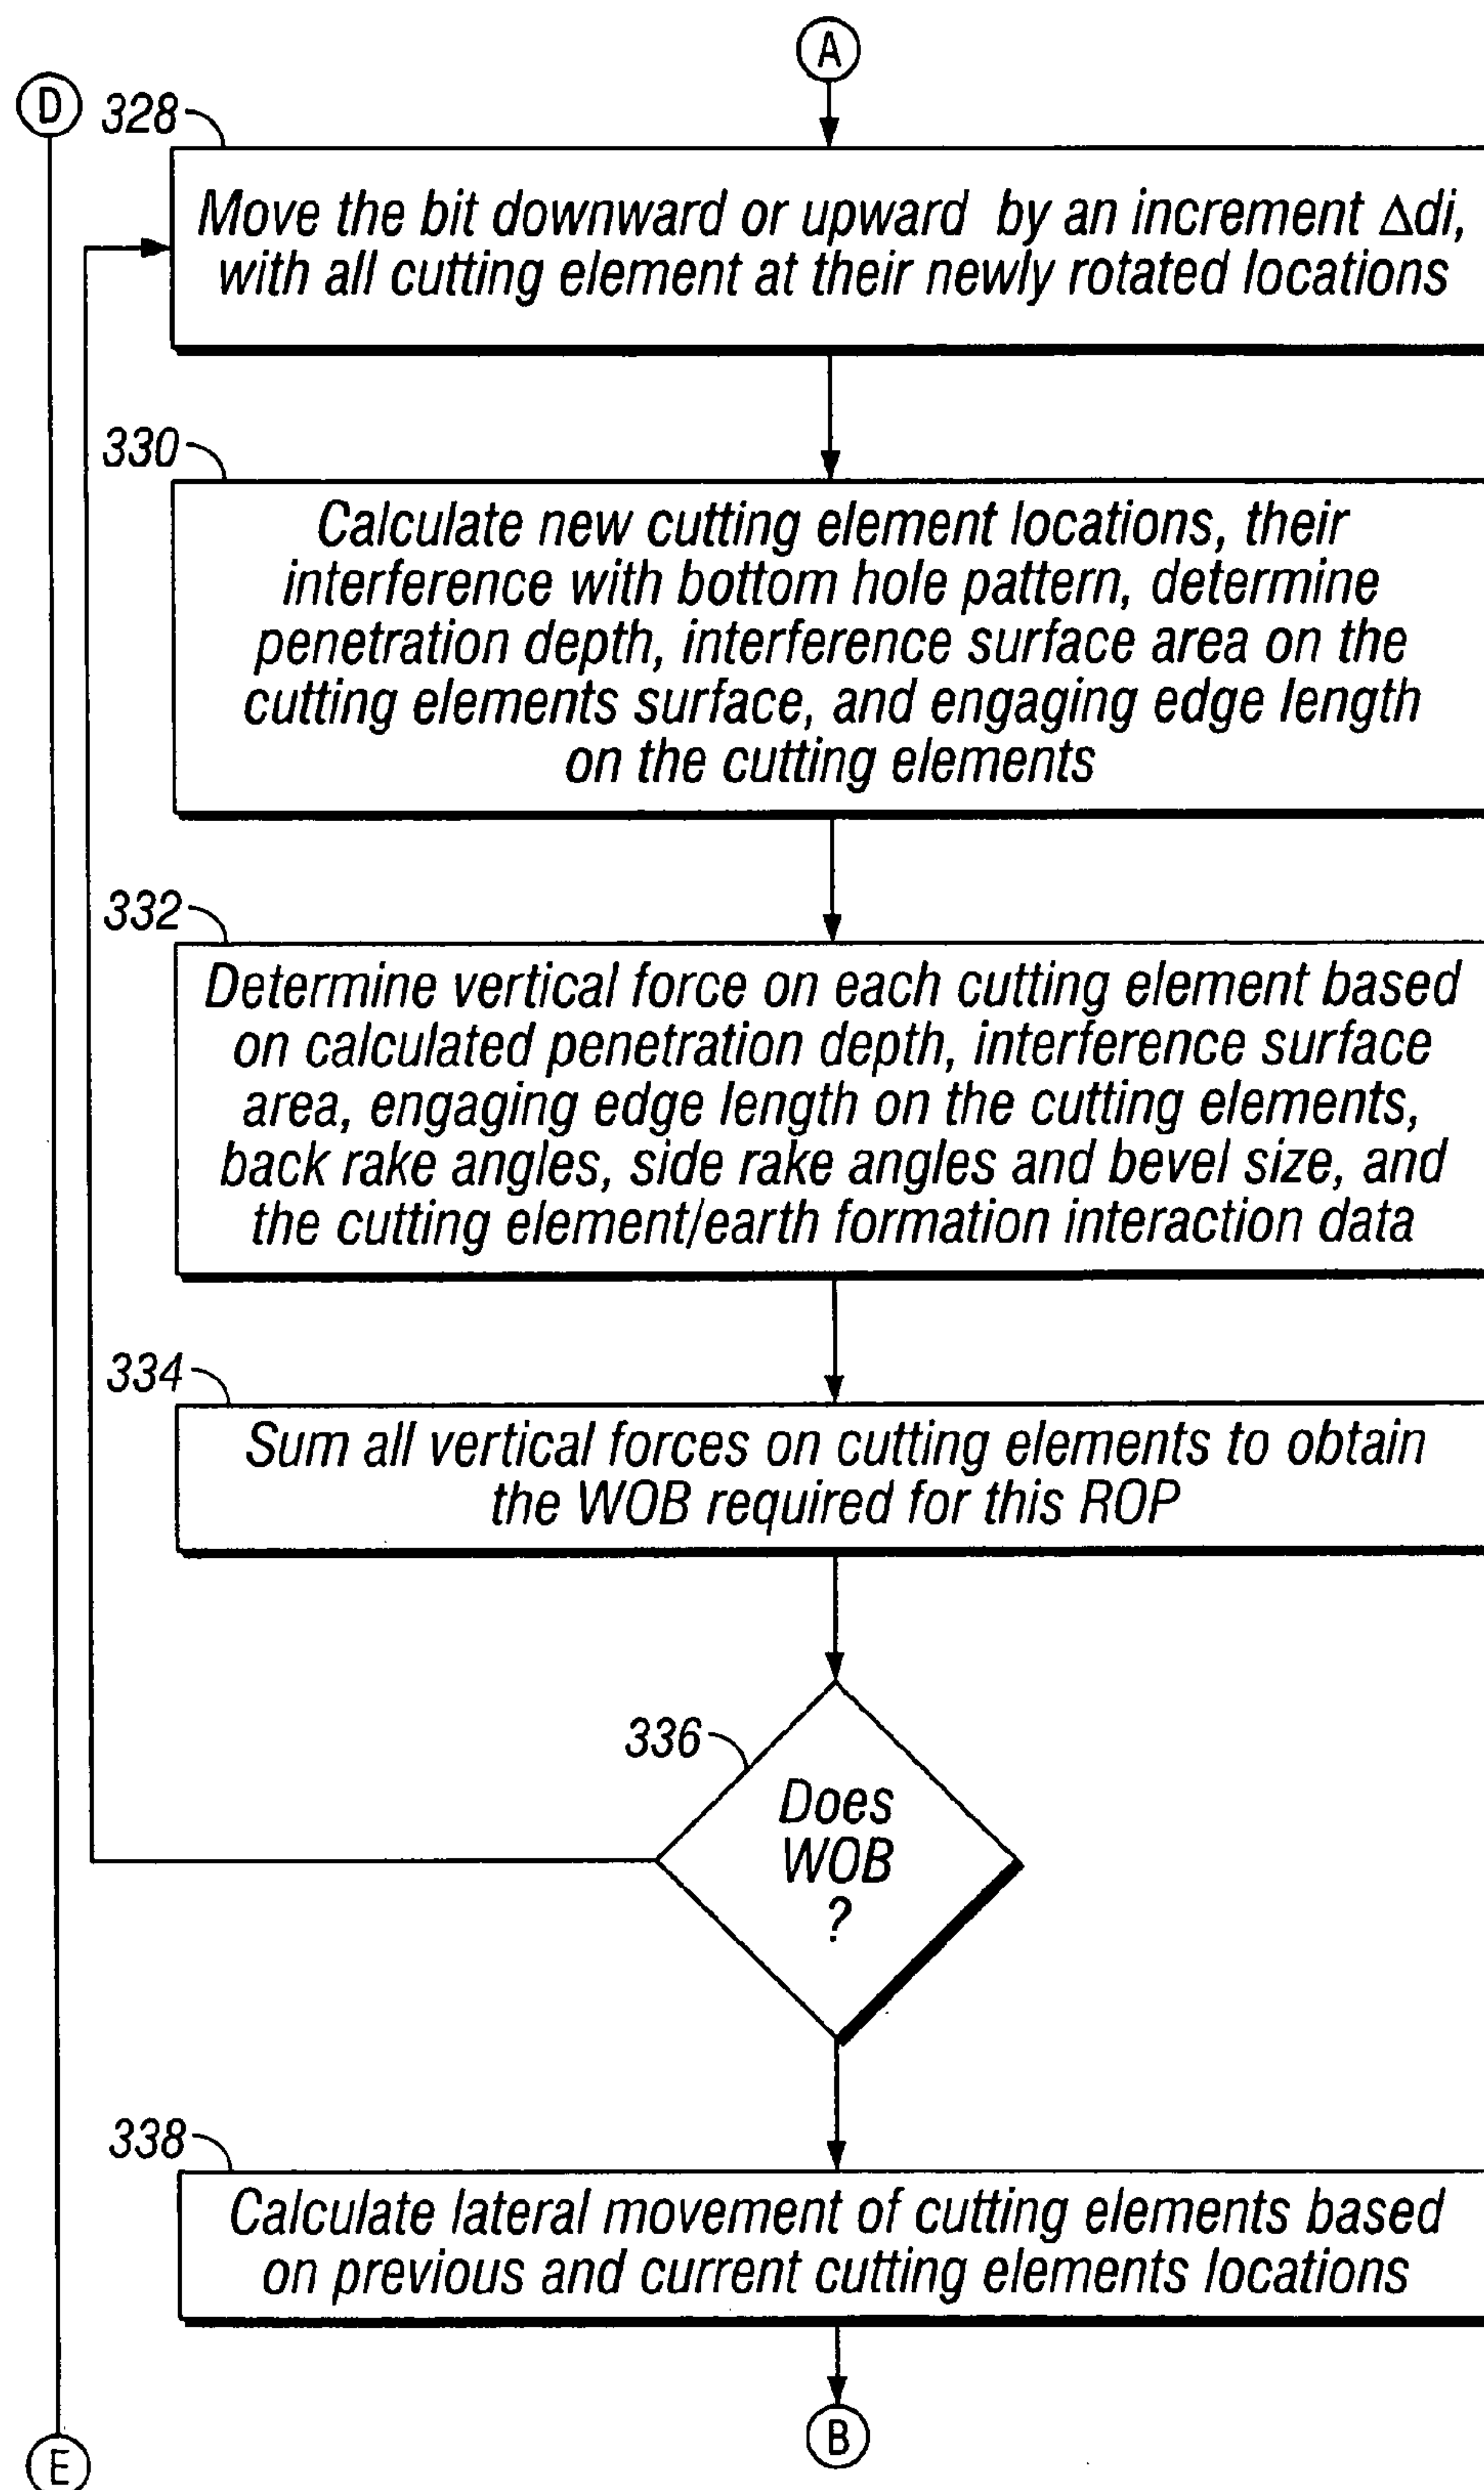 A
D
328
Move the bit downward or upward by an increment Δdi,
with all cutting element at their newly rotated locations
330
Calculate new cutting element locations, their
interference with bottom hole pattern, determine
penetration depth, interference surface area on the
cutting elements surface, and engaging edge length
on the cutting elements
332
Determine vertical force on each cutting element based
on calculated penetration depth, interference surface
area, engaging edge length on the cutting elements,
back rake angles, side rake angles and bevel size, and
the cutting element/earth formation interaction data
334
Sum all vertical forces on cutting elements to obtain
the WOB required for this ROP
336
Does
WOB
?
338
Calculate lateral movement of cutting elements based
on previous and current cutting elements locations
B
E